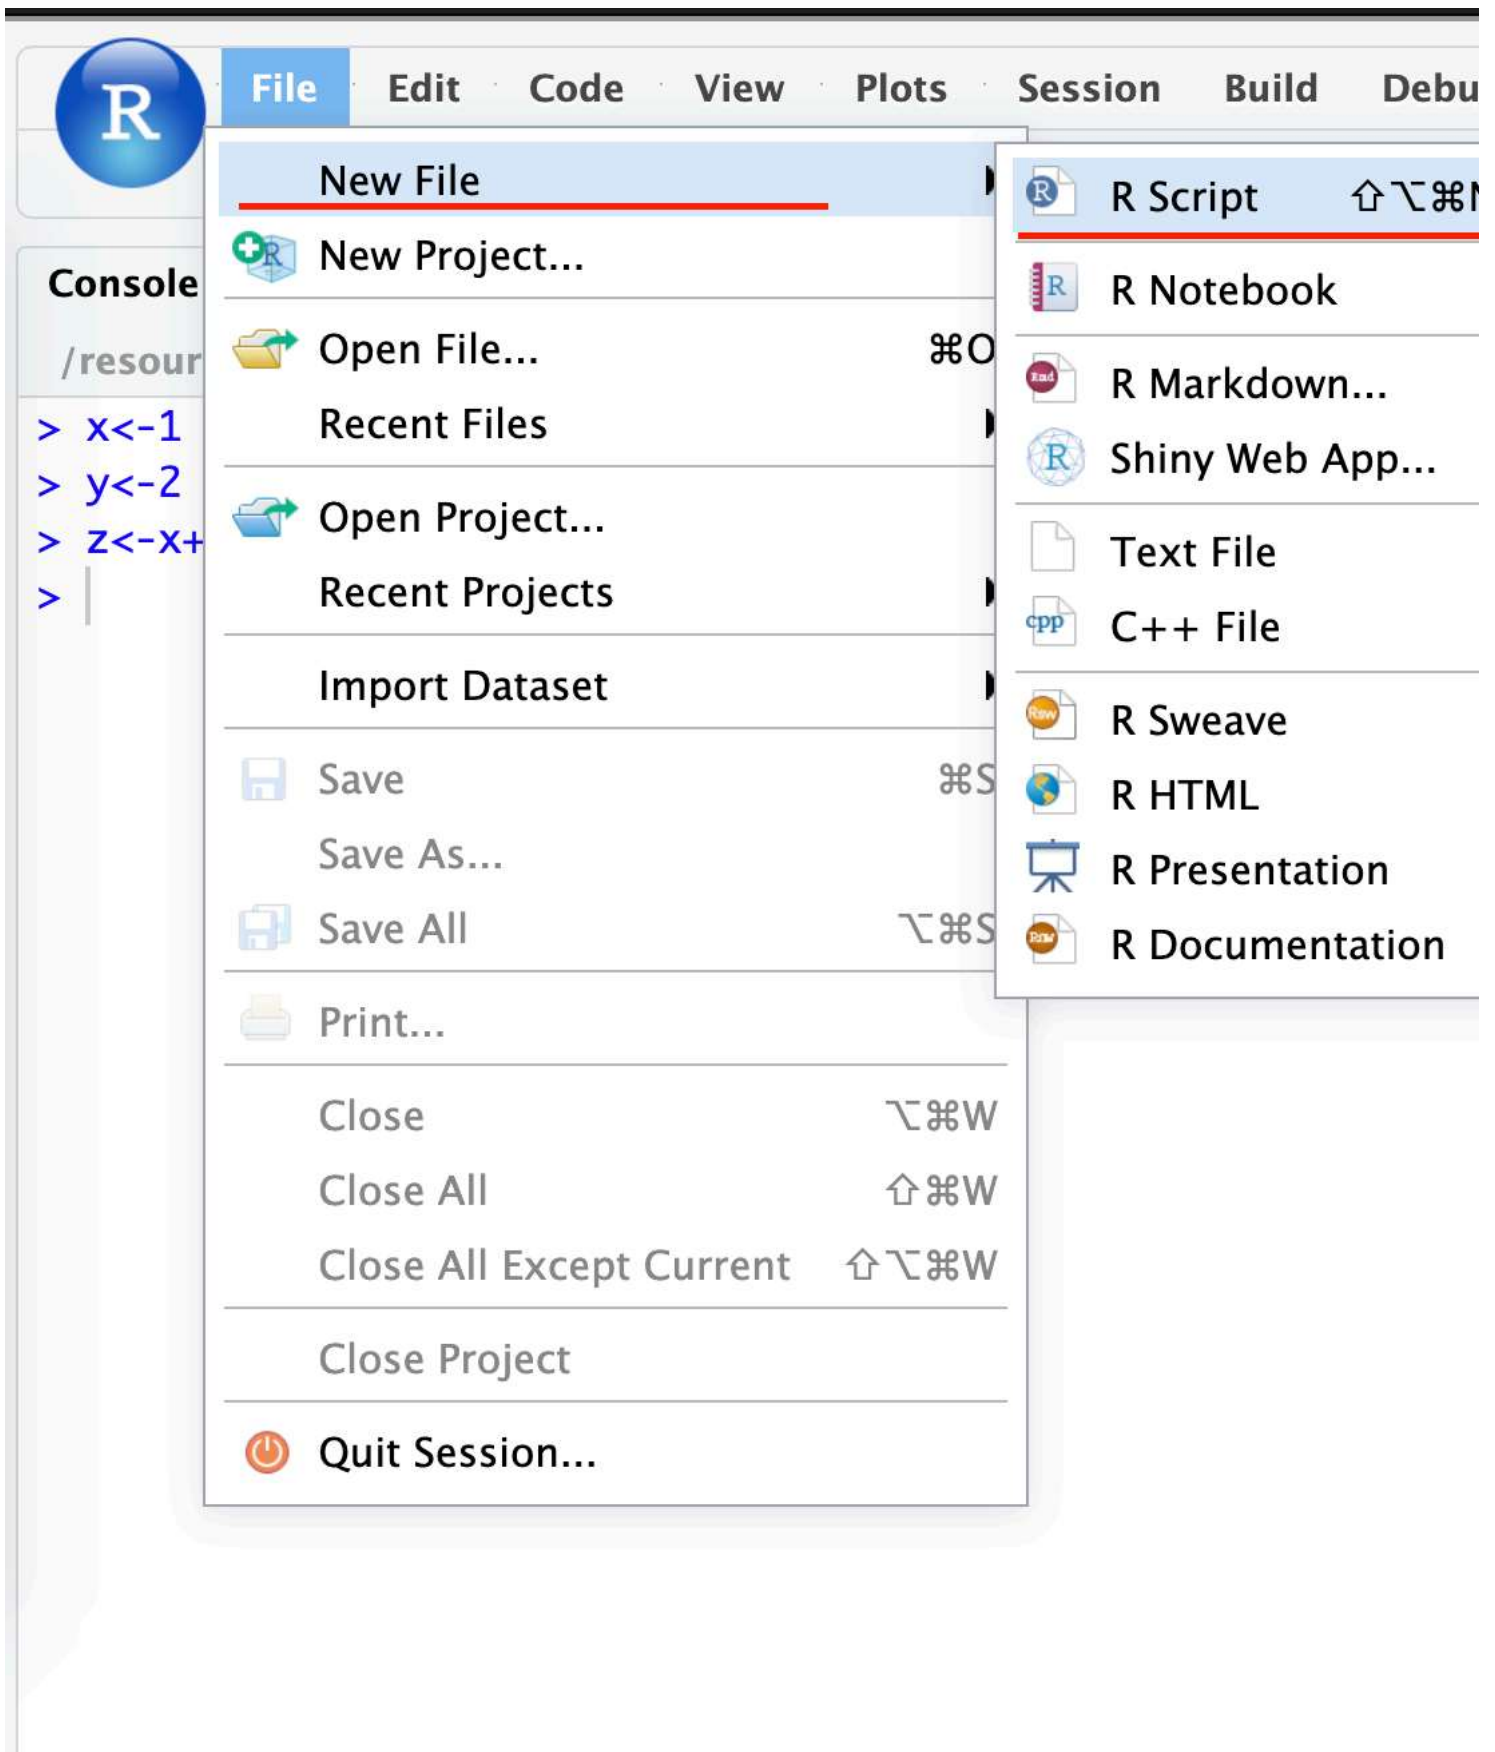 R
File Edit Code View Plots Session Build Debu
New File
New Project...
Open File... ⌘O
Recent Files
Open Project...
Recent Projects
Import Dataset
Save ⌘S
Save As...
Save All ⌥⌘S
Print...
Close ⌥⌘W
Close All ⇧⌘W
Close All Except Current ⇧⌥⌘W
Close Project
Quit Session...
R Script ⇧⌥⌘N
R Notebook
R Markdown...
Shiny Web App...
Text File
C++ File
R Sweave
R HTML
R Presentation
R Documentation
Console
/resour
> x<-1
> y<-2
> z<-x+
>